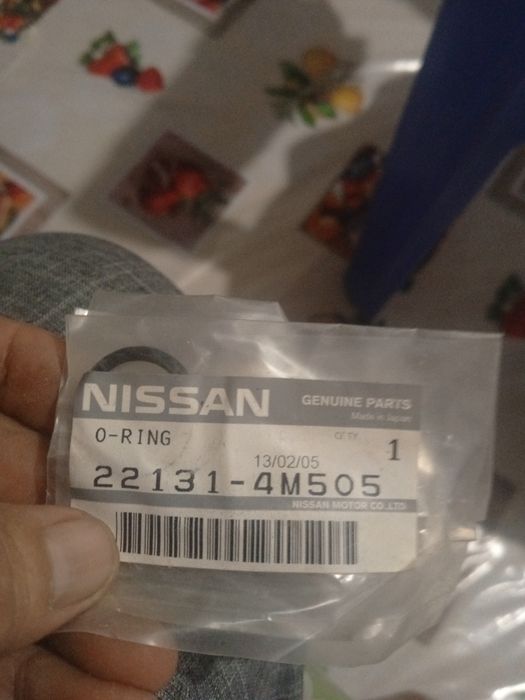 NISSAN
GENUINE PARTS
Made in Japan
O-RING
Q'TY
1
13/02/05
22131-4M505
NISSAN MOTOR CO.,LTD.